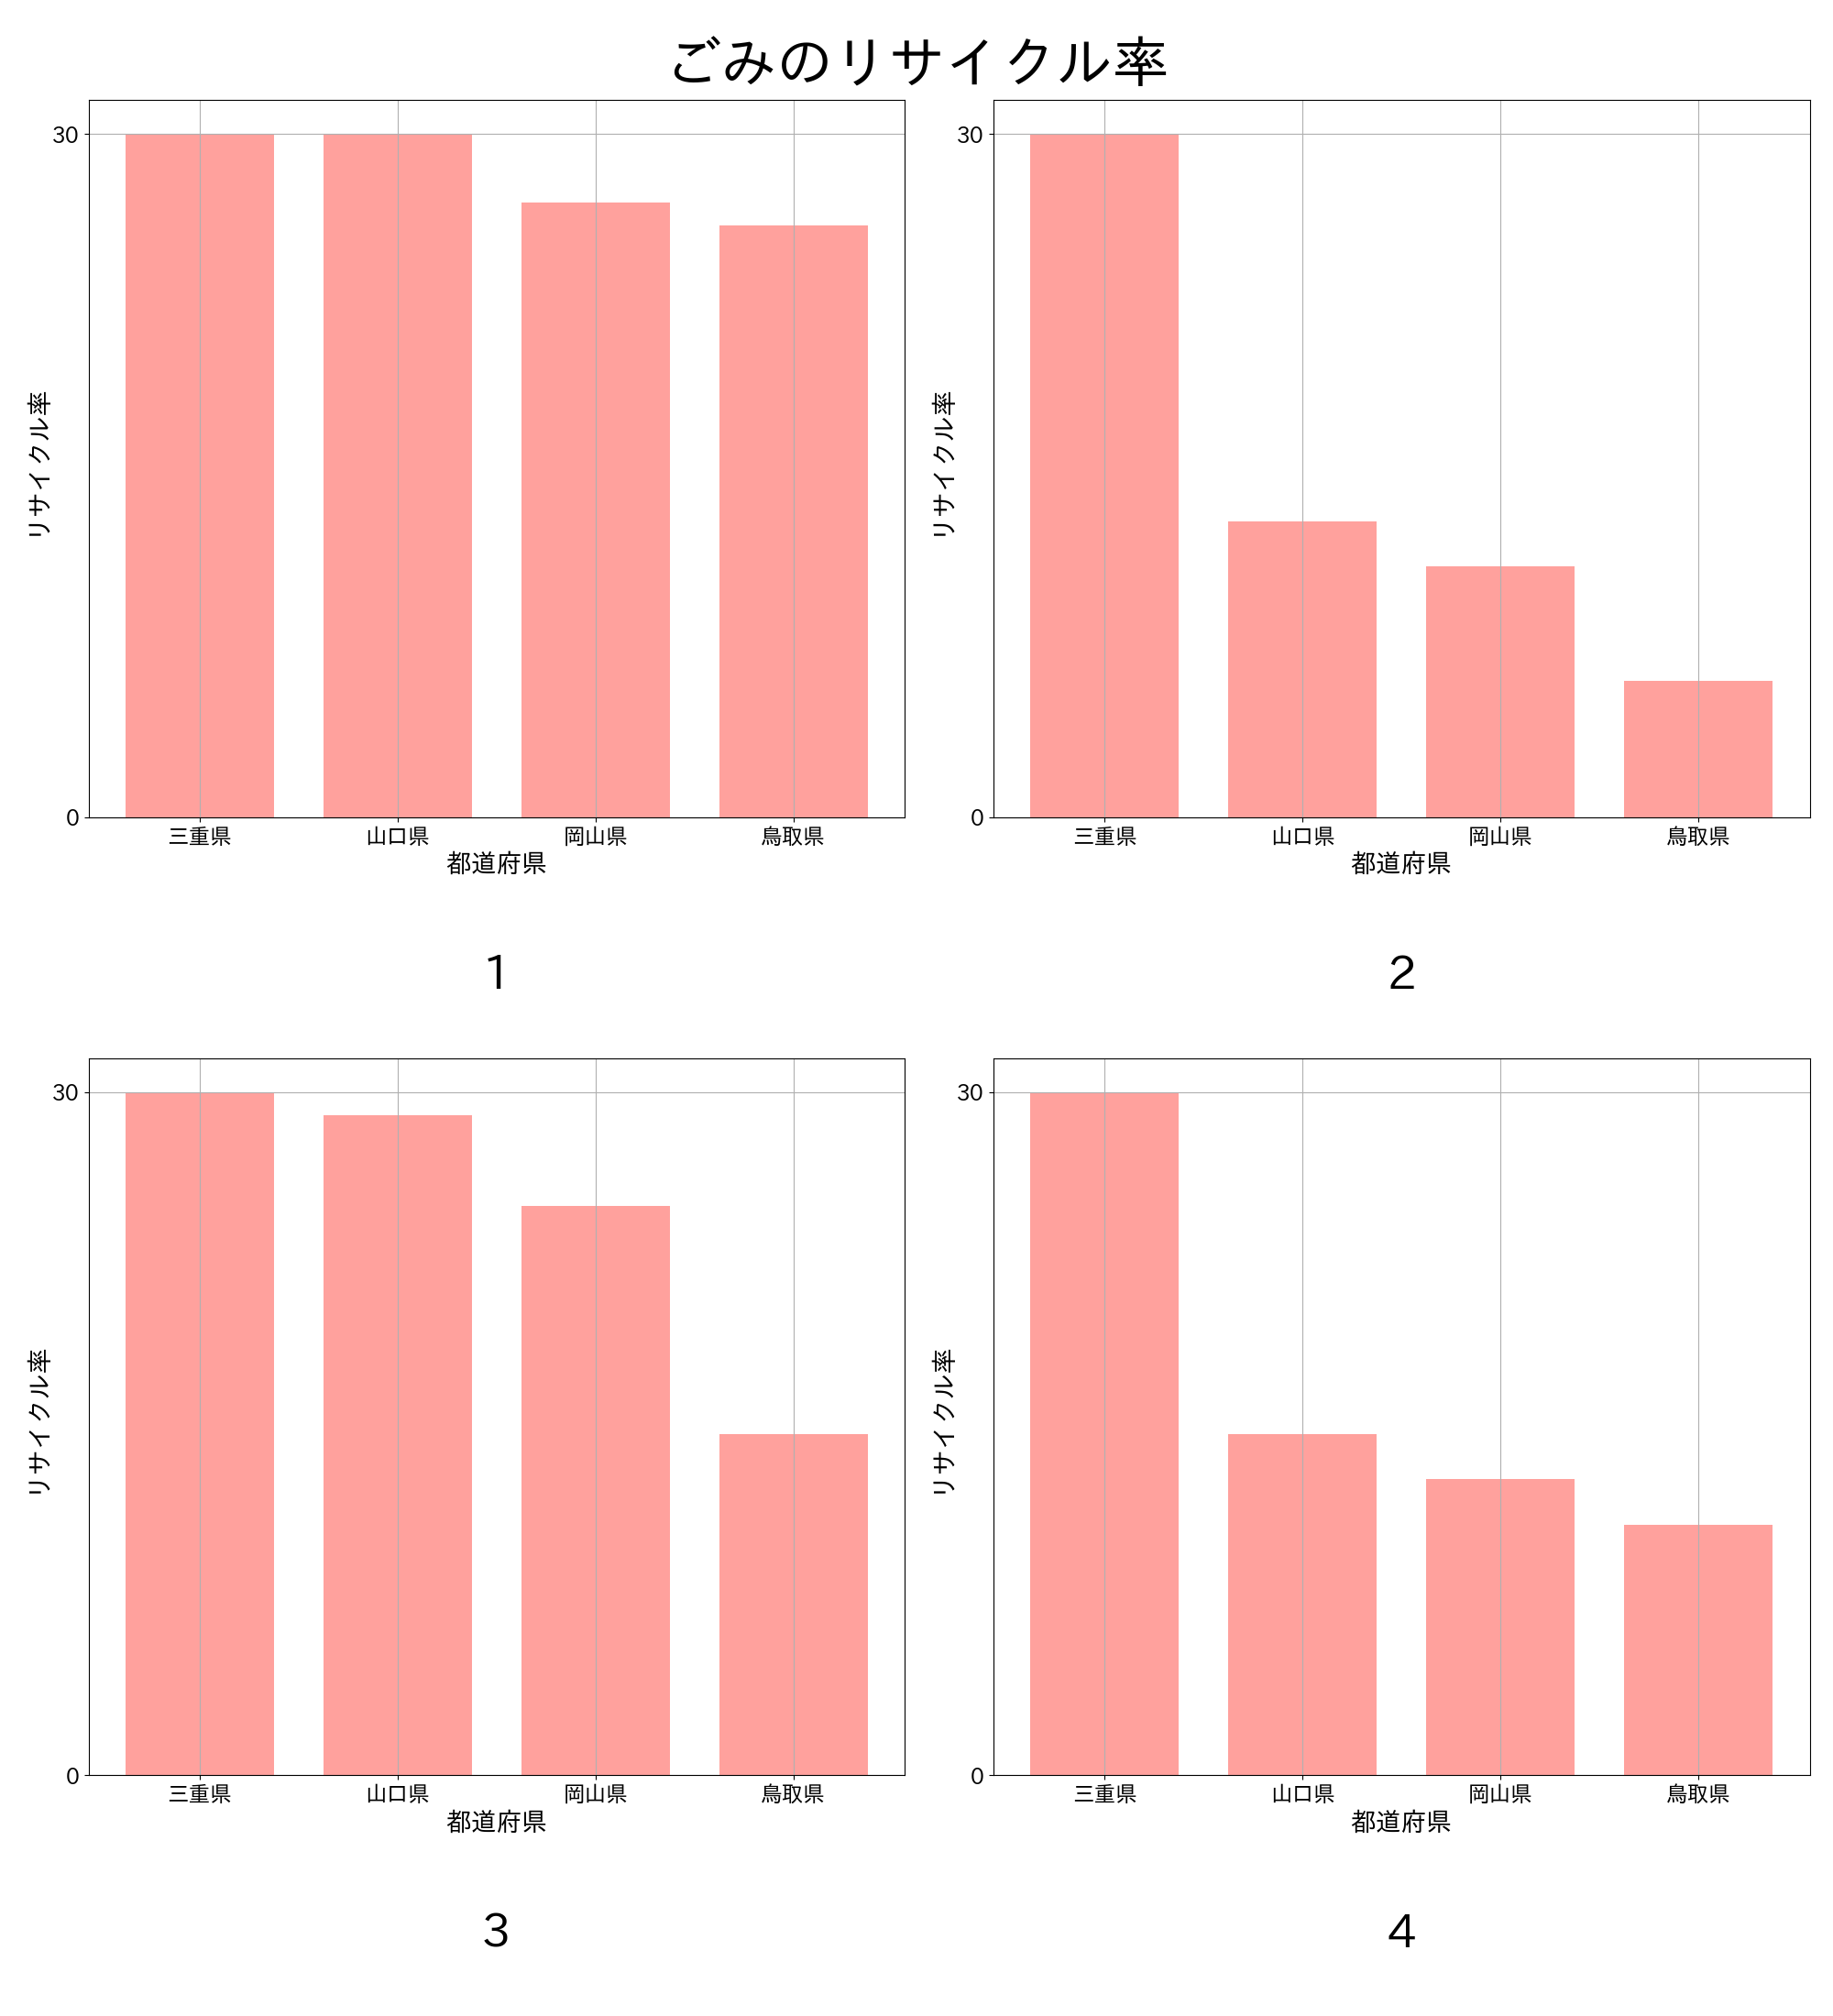 ごみのリサイクル率
30
0
リサイクル率
三重県 山口県 岡山県 鳥取県
都道府県
1
30
0
リサイクル率
三重県 山口県 岡山県 鳥取県
都道府県
2
30
0
リサイクル率
三重県 山口県 岡山県 鳥取県
都道府県
3
30
0
リサイクル率
三重県 山口県 岡山県 鳥取県
都道府県
4